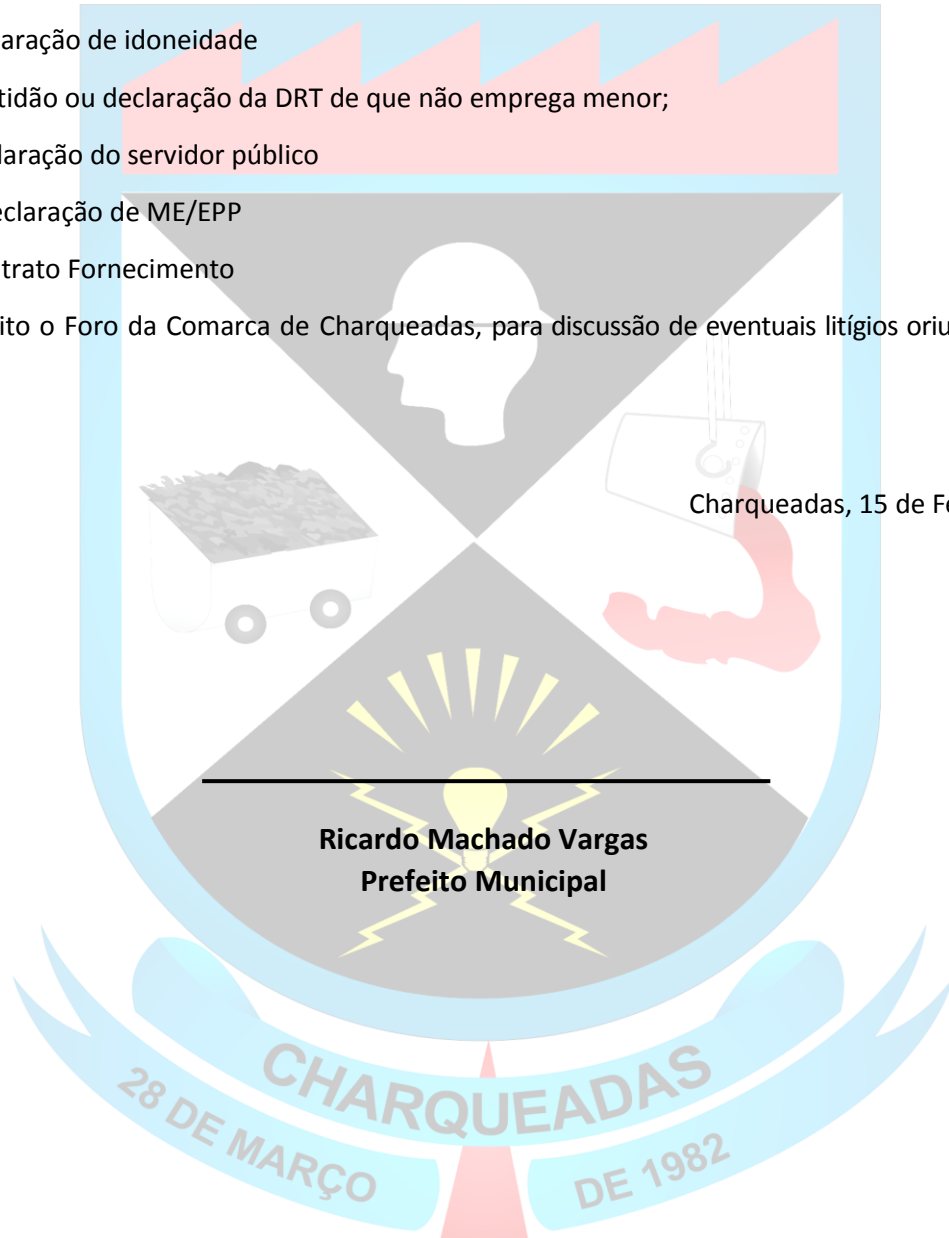 aração de idoneidade
tidão ou declaração da DRT de que não emprega menor;
laração do servidor público
eclaração de ME/EPP
trato Fornecimento
ito o Foro da Comarca de Charqueadas, para discussão de eventuais litígios oriu
Charqueadas, 15 de Fe
Ricardo Machado Vargas
Prefeito Municipal
CHARQUEADAS
28 DE MARÇO DE 1982